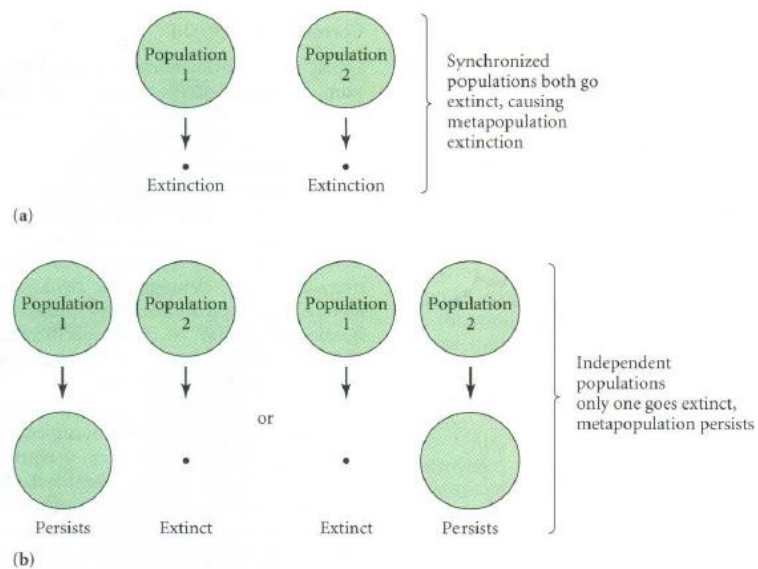 Population
1
Population
2
Extinction
Extinction
Synchronized
populations both go
extinct, causing
metapopulation
extinction
(a)
Population
1
Population
2
Population
1
Population
2
or
Persists
Extinct
Extinct
Persists
Independent
populations
only one goes extinct,
metapopulation persists
(b)